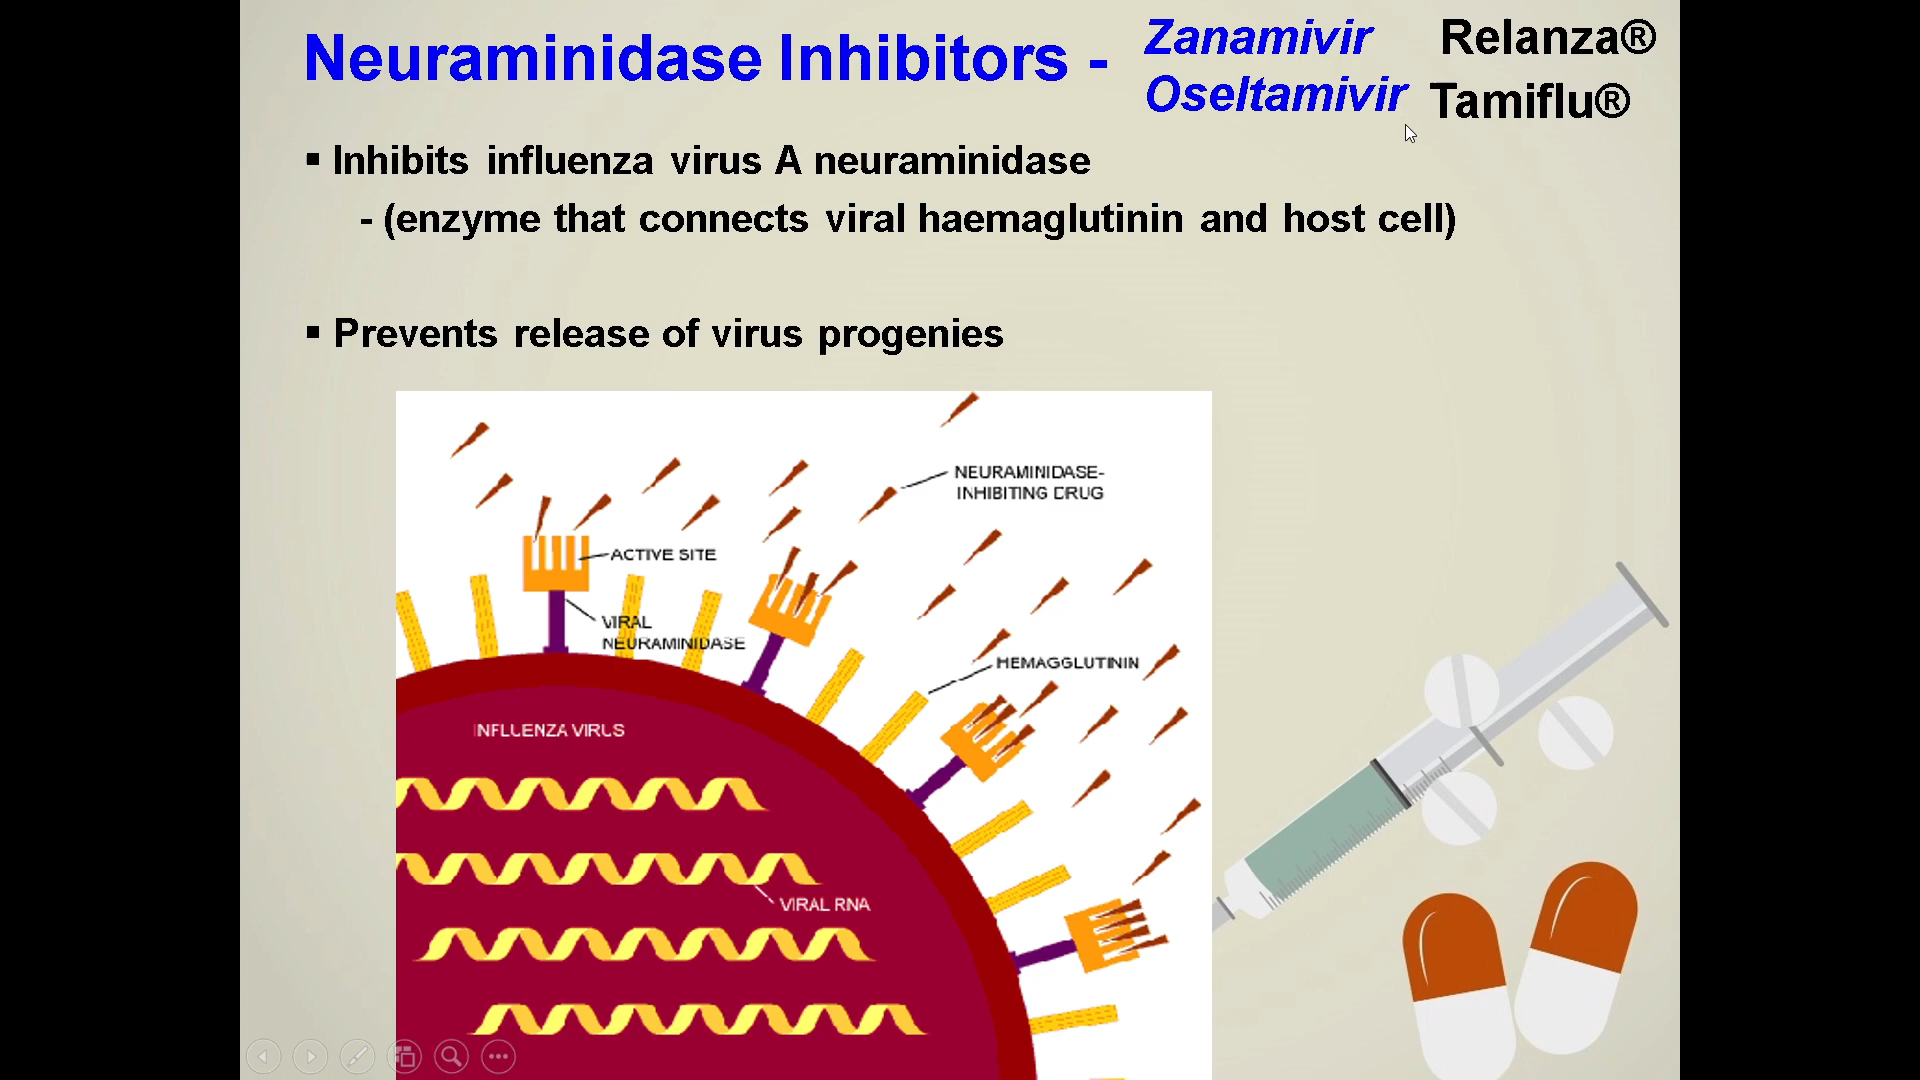 Neuraminidase Inhibitors -
Zanamivir Relanza®
Oseltamivir Tamiflu®
▪ Inhibits influenza virus A neuraminidase
- (enzyme that connects viral haemaglutinin and host cell)
▪ Prevents release of virus progenies
NEURAMINIDASE-
INHIBITING DRUG
ACTIVE SITE
VIRAL
NEURAMINIDASE
HEMAGGLUTININ
INFLUENZA VIRUS
VIRAL RNA